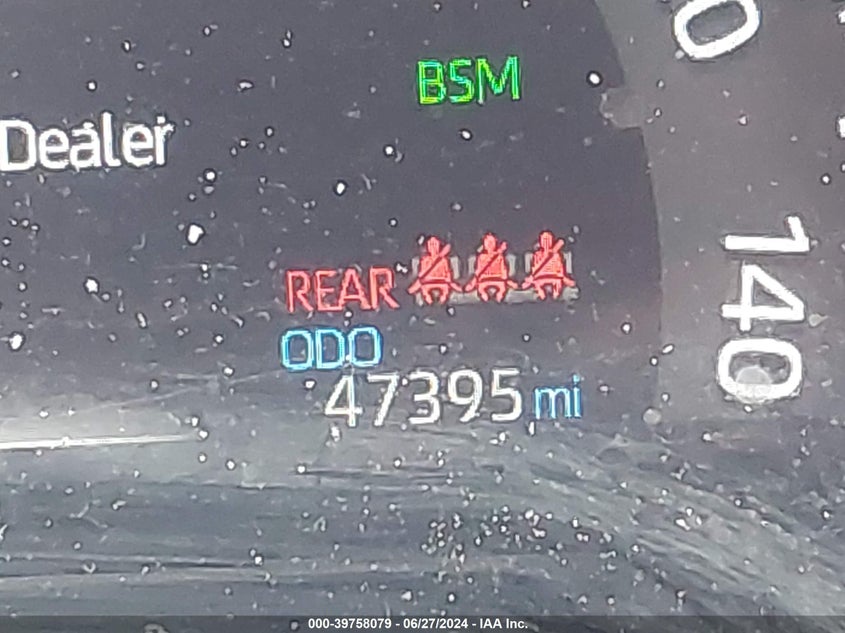 BSM
Dealer
REAR
ODO
47395 mi
140
000-39758079 - 06/27/2024 - IAA Inc.